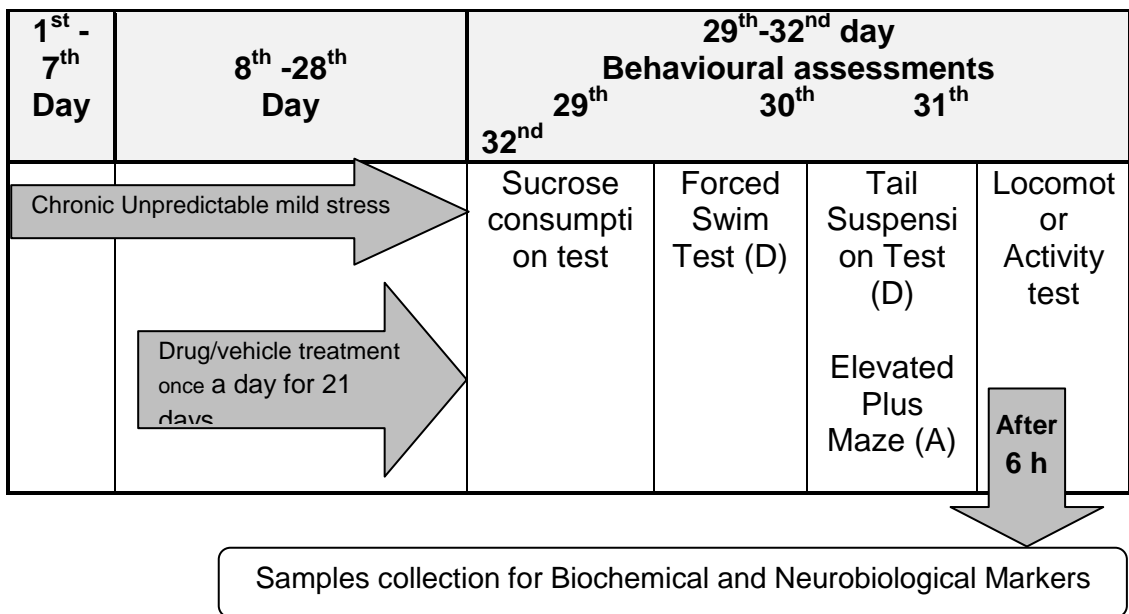 1st -
7th
Day
8th -28th
Day
29th-32nd day
Behavioural assessments
29th 30th 31th
32nd
Chronic Unpredictable mild stress
Drug/vehicle treatment
once a day for 21
days
Sucrose
consumpti
on test
Forced
Swim
Test (D)
Tail
Suspensi
on Test
(D)
Elevated
Plus
Maze (A)
Locomot
or
Activity
test
After
6 h
Samples collection for Biochemical and Neurobiological Markers